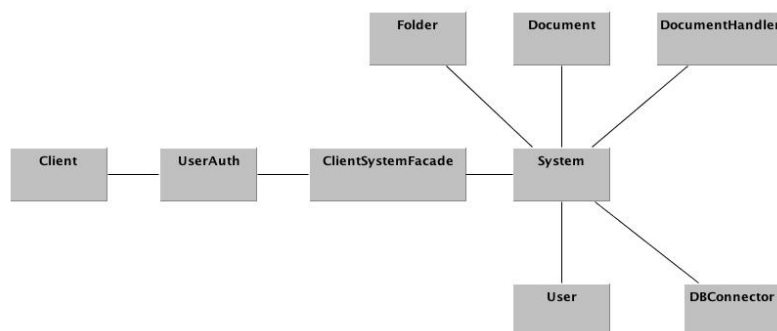 Folder
Document
DocumentHandler
Client
UserAuth
ClientSystemFacade
System
User
DBConnector